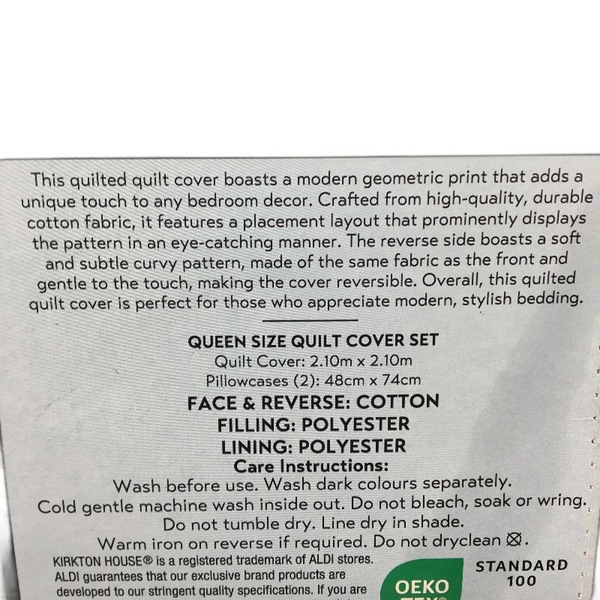 This quilted quilt cover boasts a modern geometric print that adds a
unique touch to any bedroom decor. Crafted from high-quality, durable
cotton fabric, it features a placement layout that prominently displays
the pattern in an eye-catching manner. The reverse side boasts a soft
and subtle curvy pattern, made of the same fabric as the front and
gentle to the touch, making the cover reversible. Overall, this quilted
quilt cover is perfect for those who appreciate modern, stylish bedding.
QUEEN SIZE QUILT COVER SET
Quilt Cover: 2.10m x 2.10m
Pillowcases (2): 48cm x 74cm
FACE & REVERSE: COTTON
FILLING: POLYESTER
LINING: POLYESTER
Care Instructions:
Wash before use. Wash dark colours separately.
Cold gentle machine wash inside out. Do not bleach, soak or wring.
Do not tumble dry. Line dry in shade.
Warm iron on reverse if required. Do not dryclean
KIRKTON HOUSE® is a registered trademark of ALDI stores.
ALDI guarantees that our exclusive brand products are
developed to our stringent quality specifications. If you are
OEKO
TEX®
STANDARD
100